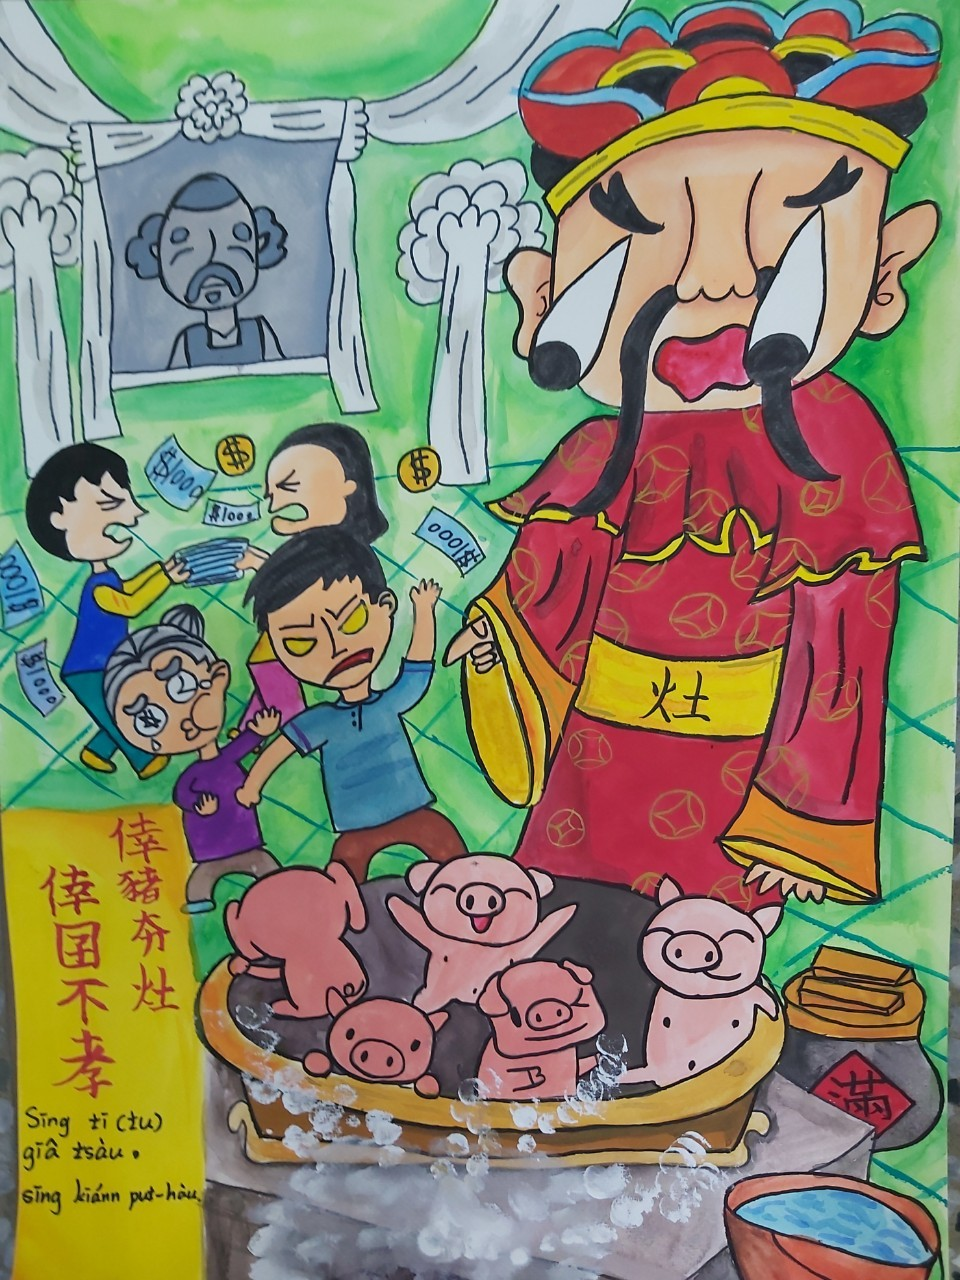 $1000
$
$1000
$
$1000
$1000
$1000
灶
倖豬夯灶
倖囝不孝
Sīng tī (tu)
giâ tsàu.
sīng kiánn put-hàu.
滿